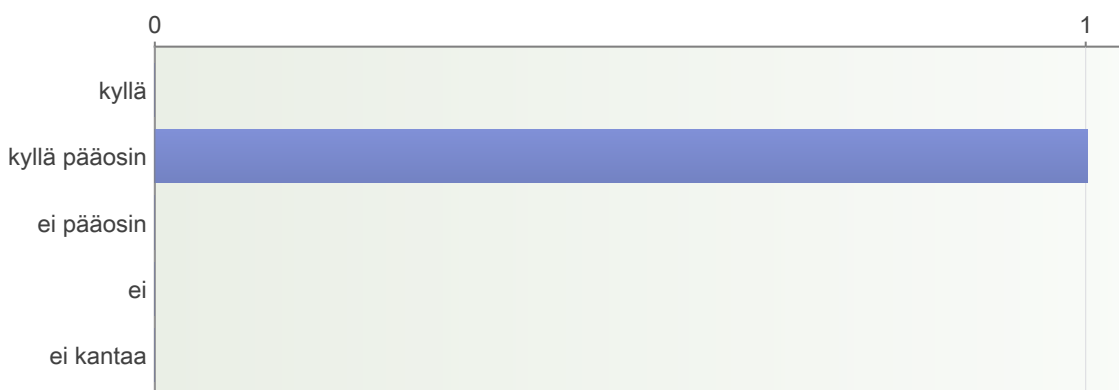 0 1
kyllä
kyllä pääosin
ei pääosin
ei
ei kantaa